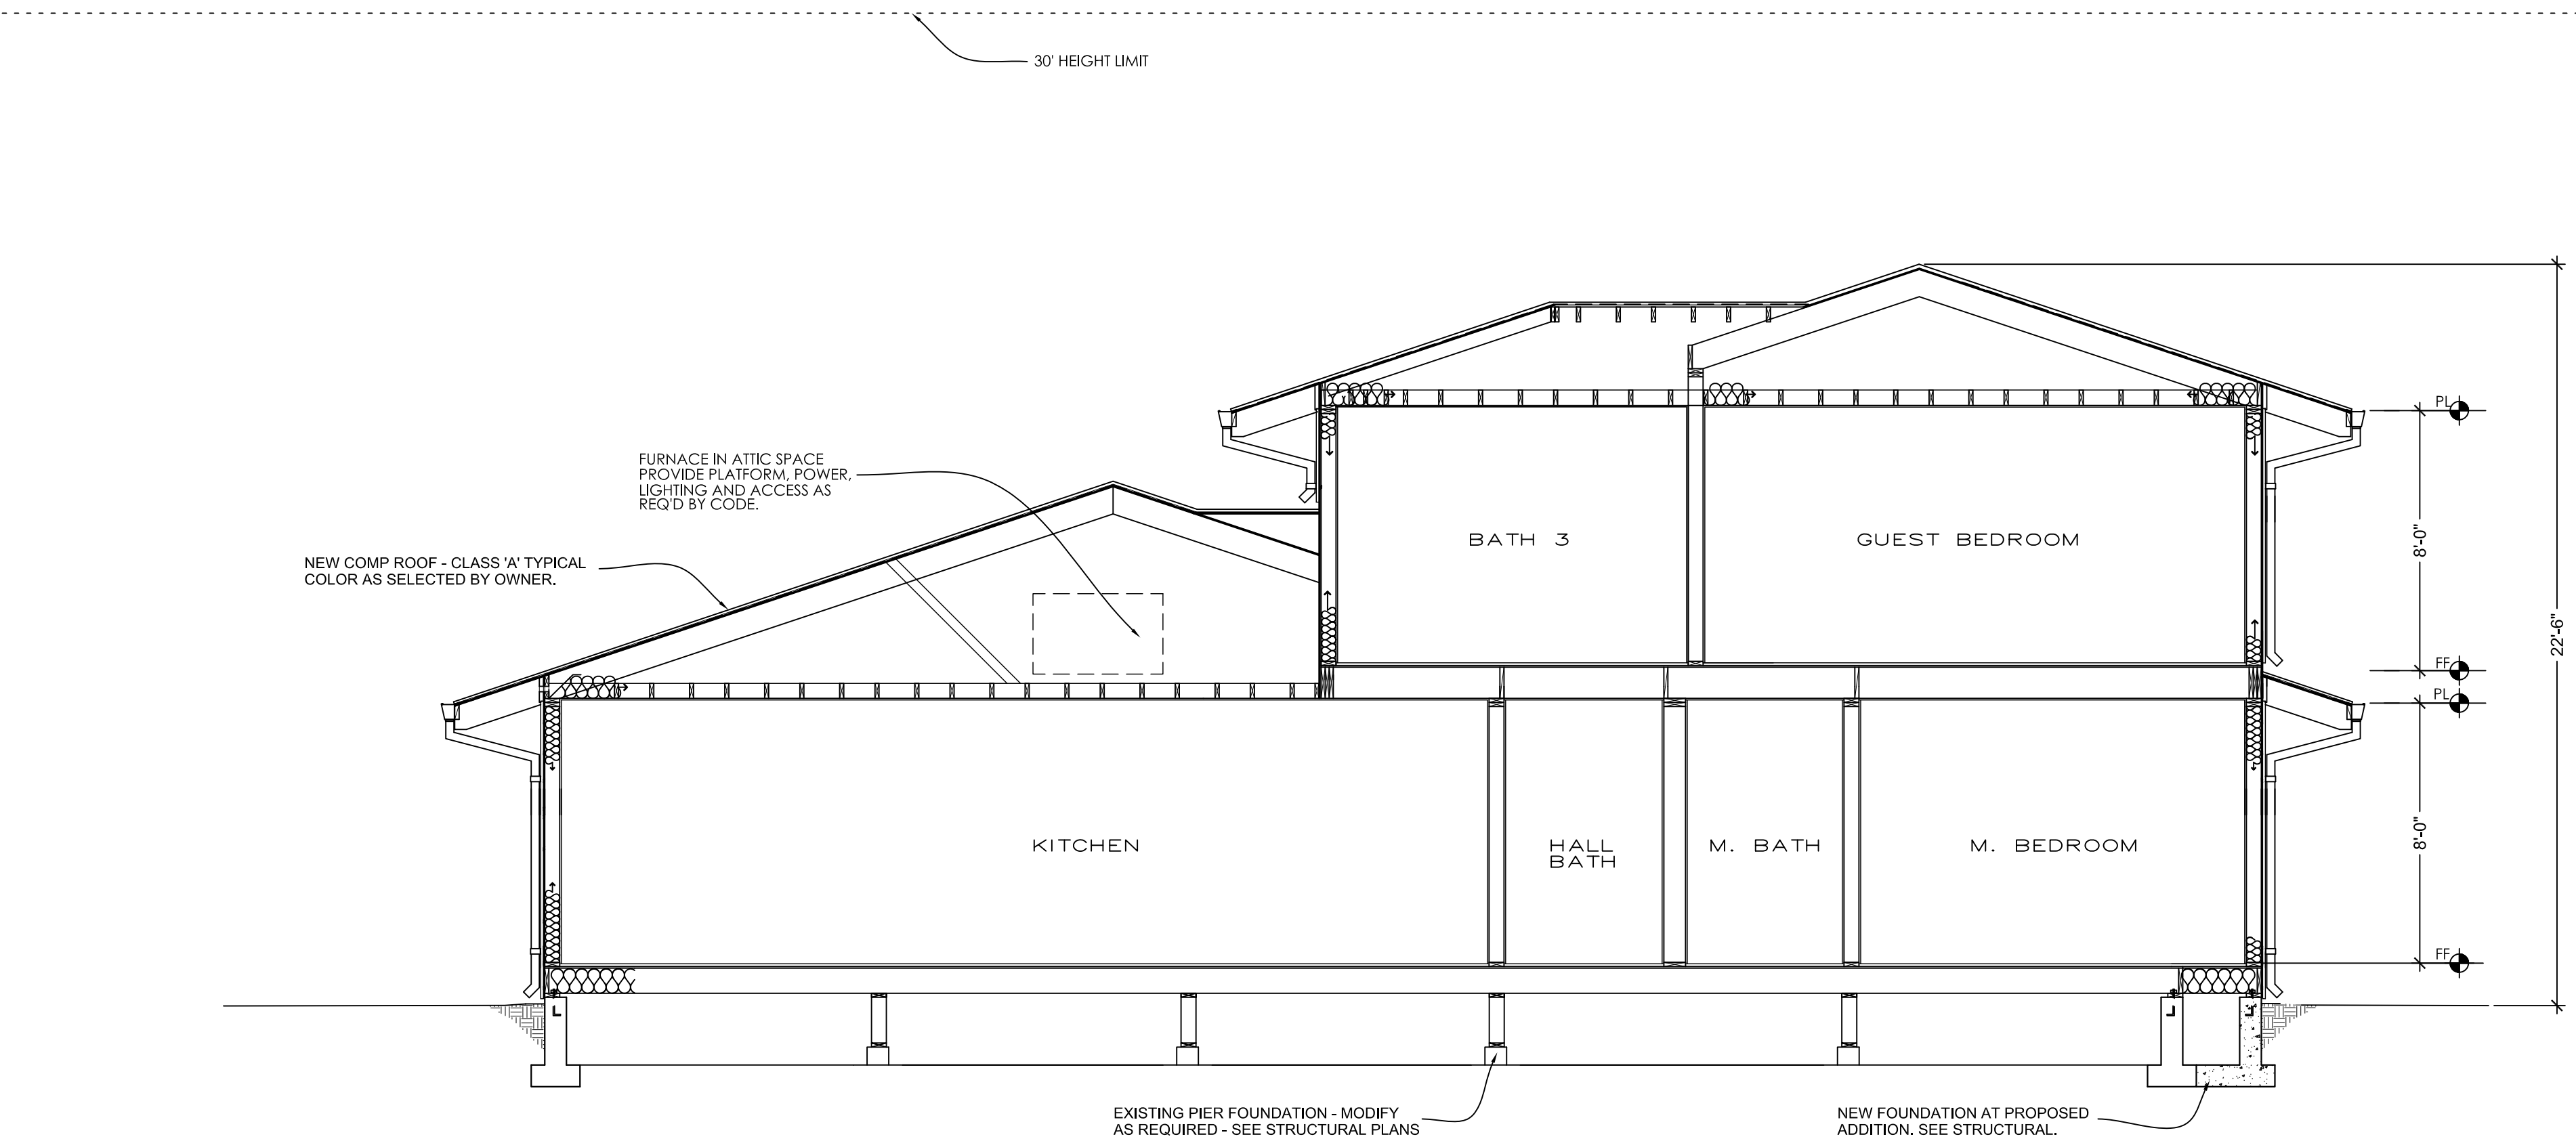 30' HEIGHT LIMIT
PL
FURNACE IN ATTIC SPACE
PROVIDE PLATFORM, POWER,
LIGHTING AND ACCESS AS
REQ'D BY CODE.
BATH 3
GUEST BEDROOM
8'-0"
NEW COMP ROOF - CLASS 'A' TYPICAL
COLOR AS SELECTED BY OWNER.
22'-6"
FF
PL
KITCHEN
HALL
BATH
M. BATH
M. BEDROOM
8'-0"
FF
EXISTING PIER FOUNDATION - MODIFY
AS REQUIRED - SEE STRUCTURAL PLANS
NEW FOUNDATION AT PROPOSED
ADDITION. SEE STRUCTURAL.